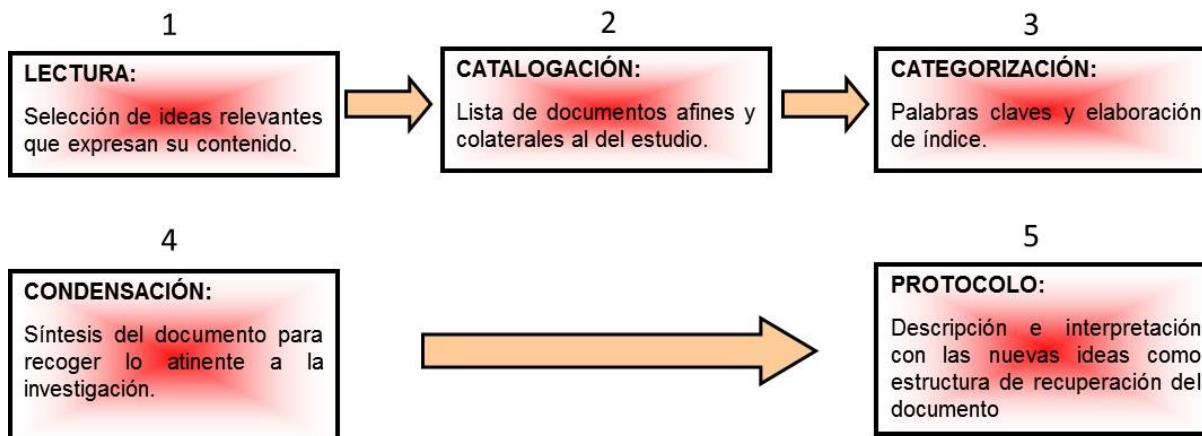 1
LECTURA:
Selección de ideas relevantes
que expresan su contenido.
2
CATALOGACIÓN:
Lista de documentos afines y
colaterales al del estudio.
3
CATEGORIZACIÓN:
Palabras claves y elaboración
de índice.
4
CONDENSACIÓN:
Síntesis del documento para
recoger lo atinente a la
investigación.
5
PROTOCOLO:
Descripción e interpretación
con las nuevas ideas como
estructura de recuperación del
documento